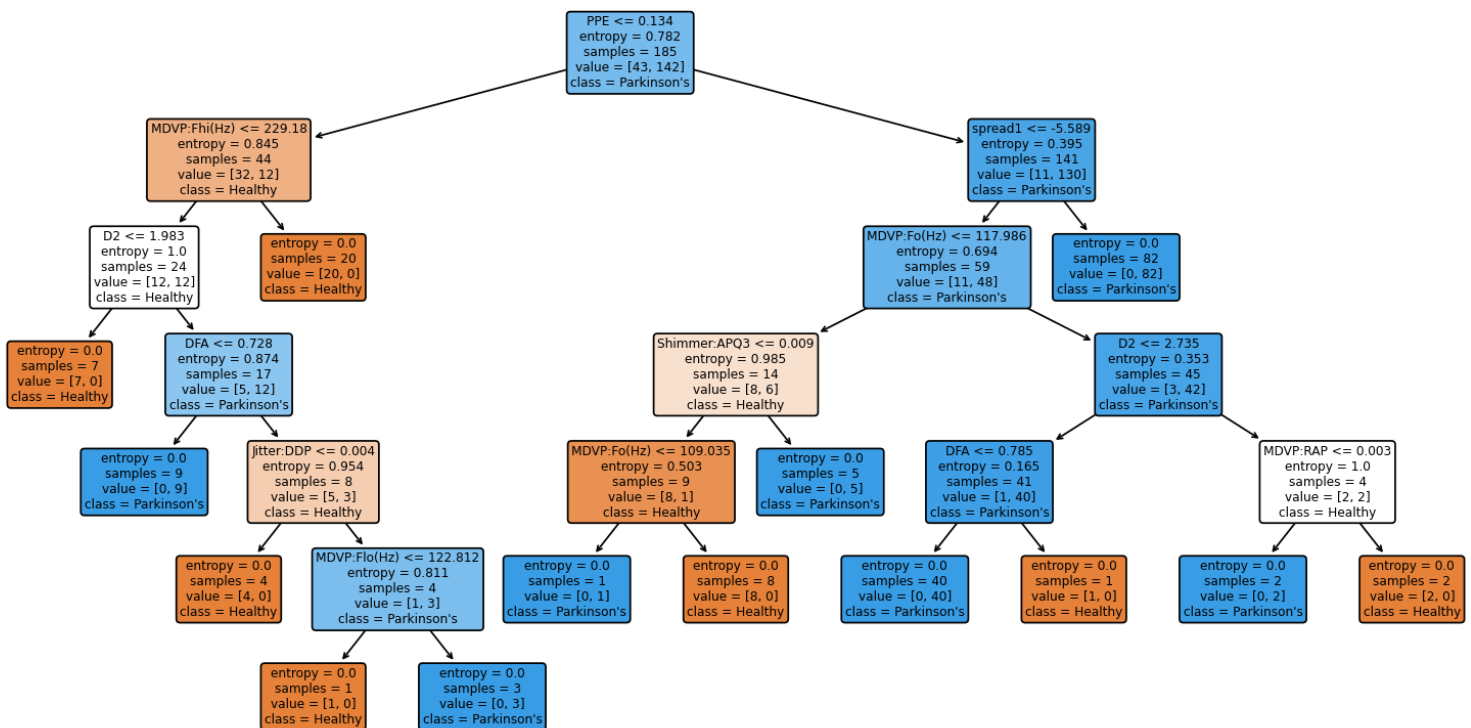 PPE <= 0.134
entropy = 0.782
samples = 185
value = [43, 142]
class = Parkinson's
MDVP:Fhi(Hz) <= 229.18
entropy = 0.845
samples = 44
value = [32, 12]
class = Healthy
spread1 <= -5.589
entropy = 0.395
samples = 141
value = [11, 130]
class = Parkinson's
D2 <= 1.983
entropy = 1.0
samples = 24
value = [12, 12]
class = Healthy
entropy = 0.0
samples = 20
value = [20, 0]
class = Healthy
MDVP:Fo(Hz) <= 117.986
entropy = 0.694
samples = 59
value = [11, 48]
class = Parkinson's
entropy = 0.0
samples = 82
value = [0, 82]
class = Parkinson's
entropy = 0.0
samples = 7
value = [7, 0]
class = Healthy
DFA <= 0.728
entropy = 0.874
samples = 17
value = [5, 12]
class = Parkinson's
Shimmer:APQ3 <= 0.009
entropy = 0.985
samples = 14
value = [8, 6]
class = Healthy
D2 <= 2.735
entropy = 0.353
samples = 45
value = [3, 42]
class = Parkinson's
entropy = 0.0
samples = 9
value = [0, 9]
class = Parkinson's
Jitter:DDP <= 0.004
entropy = 0.954
samples = 8
value = [5, 3]
class = Healthy
MDVP:Fo(Hz) <= 109.035
entropy = 0.503
samples = 9
value = [8, 1]
class = Healthy
entropy = 0.0
samples = 5
value = [0, 5]
class = Parkinson's
DFA <= 0.785
entropy = 0.165
samples = 41
value = [1, 40]
class = Parkinson's
MDVP:RAP <= 0.003
entropy = 1.0
samples = 4
value = [2, 2]
class = Healthy
entropy = 0.0
samples = 4
value = [4, 0]
class = Healthy
MDVP:Flo(Hz) <= 122.812
entropy = 0.811
samples = 4
value = [1, 3]
class = Parkinson's
entropy = 0.0
samples = 1
value = [0, 1]
class = Parkinson's
entropy = 0.0
samples = 8
value = [8, 0]
class = Healthy
entropy = 0.0
samples = 40
value = [0, 40]
class = Parkinson's
entropy = 0.0
samples = 1
value = [1, 0]
class = Healthy
entropy = 0.0
samples = 2
value = [0, 2]
class = Parkinson's
entropy = 0.0
samples = 2
value = [2, 0]
class = Healthy
entropy = 0.0
samples = 1
value = [1, 0]
class = Healthy
entropy = 0.0
samples = 3
value = [0, 3]
class = Parkinson's